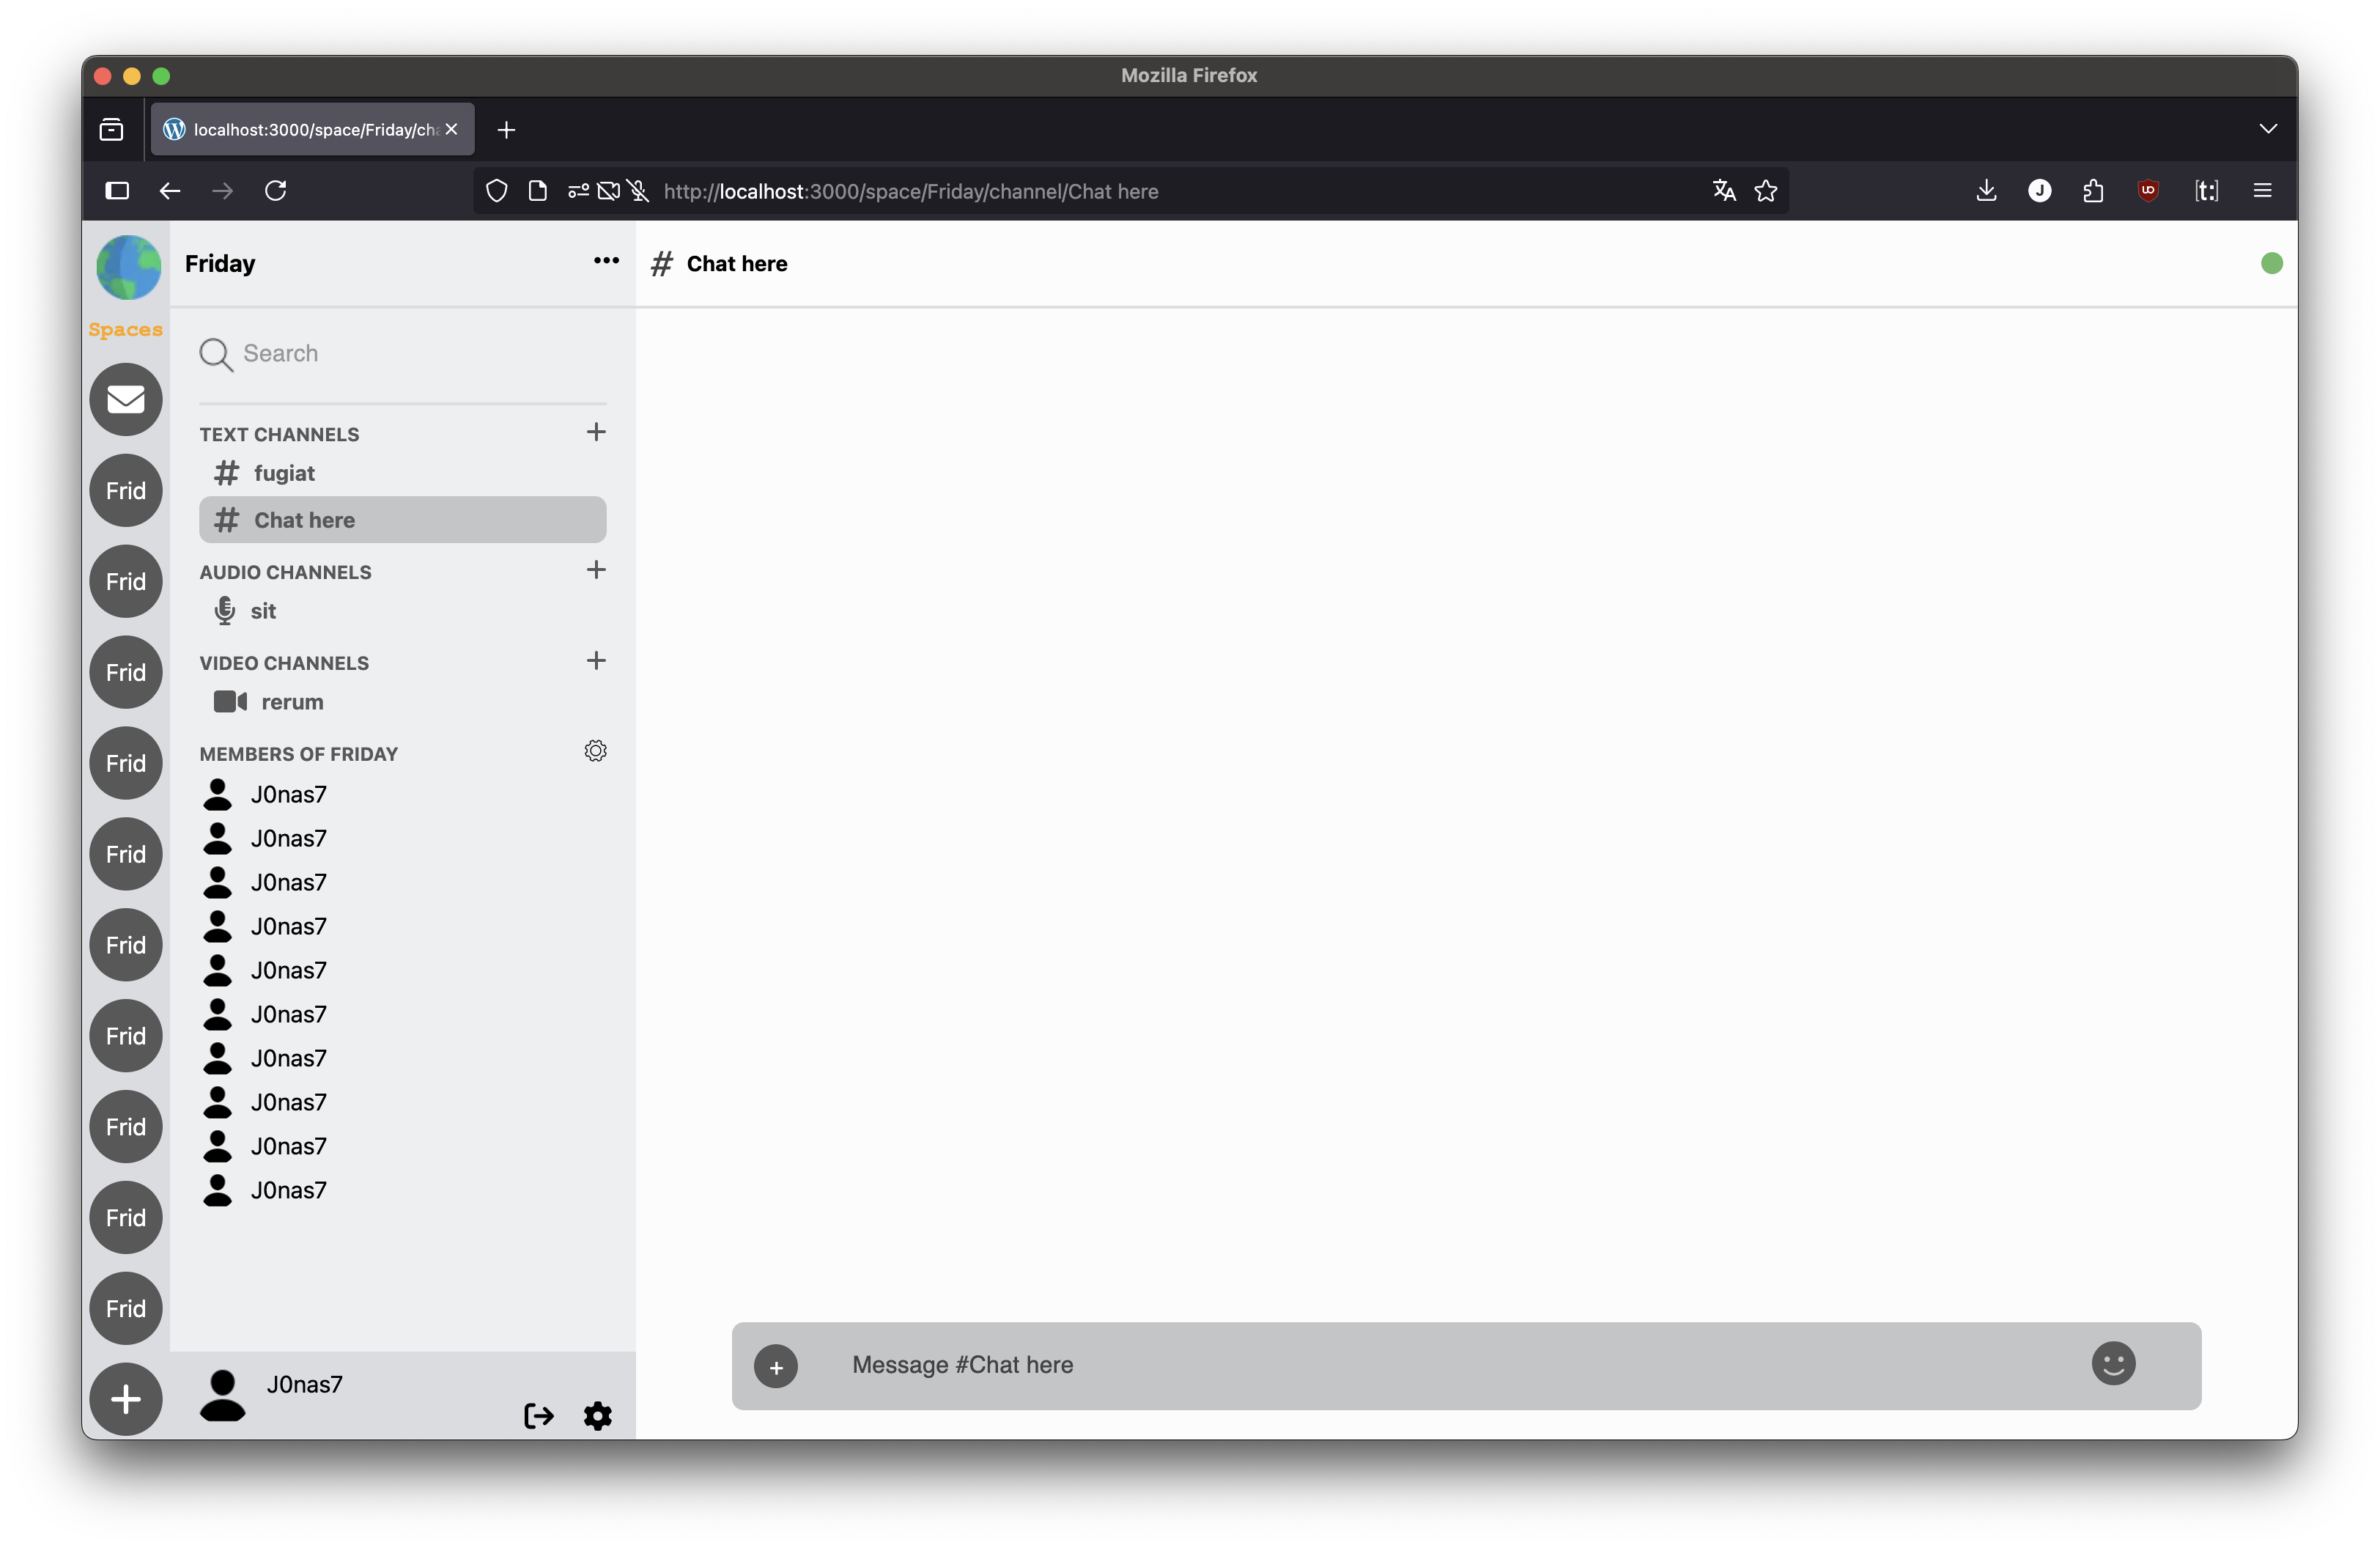 Mozilla Firefox
localhost:3000/space/Friday/cha
http://localhost:3000/space/Friday/channel/Chat here
Spaces
Frid
Frid
Frid
Frid
Frid
Frid
Frid
Frid
Frid
Frid
Friday
Search
TEXT CHANNELS
# fugiat
# Chat here
AUDIO CHANNELS
sit
VIDEO CHANNELS
rerum
MEMBERS OF FRIDAY
J0nas7
J0nas7
J0nas7
J0nas7
J0nas7
J0nas7
J0nas7
J0nas7
J0nas7
J0nas7
J0nas7
# Chat here
Message #Chat here